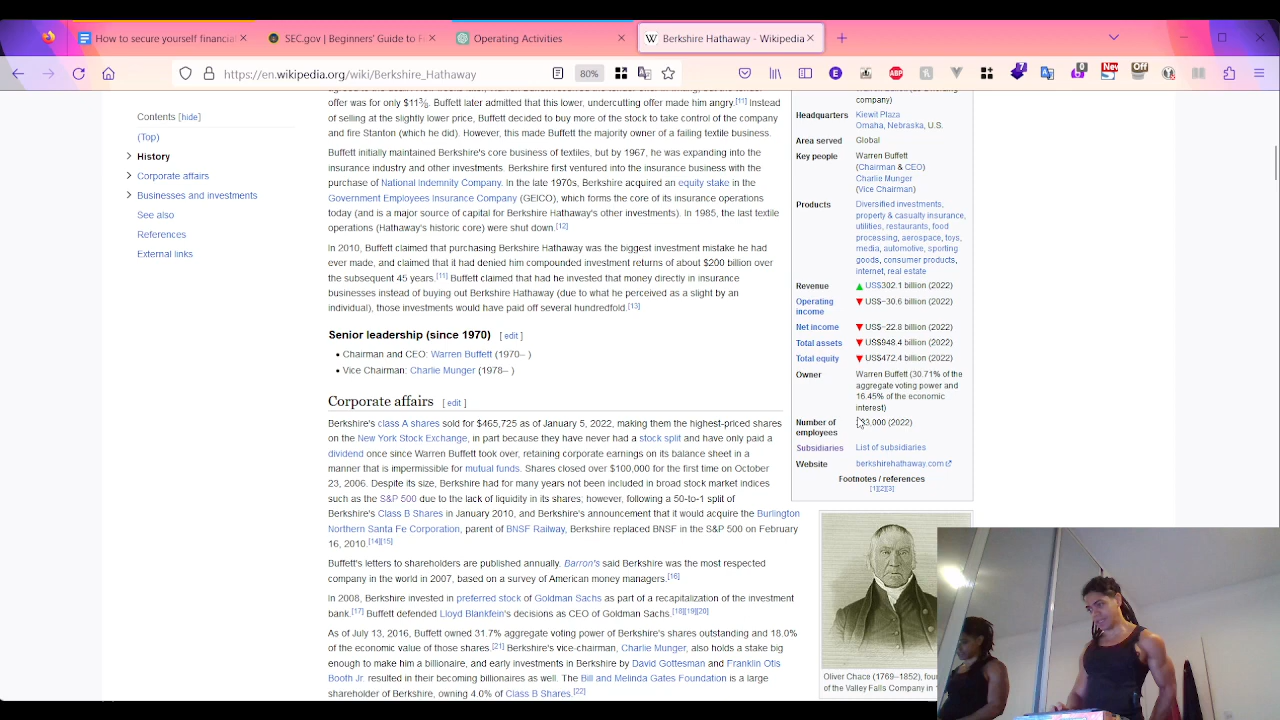 How to secure yourself financial
SEC.gov | Beginners' Guide to F
Operating Activities
Berkshire Hathaway - Wikipedia
https://en.wikipedia.org/wiki/Berkshire_Hathaway
80%
7
E
ABP
0
New
Off
Contents [hide]
(Top)
History
Corporate affairs
Businesses and investments
See also
References
External links
offer was for only $11⅜. Buffett later admitted that this lower, undercutting offer made him angry.[11] Instead
of selling at the slightly lower price, Buffett decided to buy more of the stock to take control of the company
and fire Stanton (which he did). However, this made Buffett the majority owner of a failing textile business.
Buffett initially maintained Berkshire's core business of textiles, but by 1967, he was expanding into the
insurance industry and other investments. Berkshire first ventured into the insurance business with the
purchase of National Indemnity Company. In the late 1970s, Berkshire acquired an equity stake in the
Government Employees Insurance Company (GEICO), which forms the core of its insurance operations
today (and is a major source of capital for Berkshire Hathaway's other investments). In 1985, the last textile
operations (Hathaway's historic core) were shut down.[12]
In 2010, Buffett claimed that purchasing Berkshire Hathaway was the biggest investment mistake he had
ever made, and claimed that it had denied him compounded investment returns of about $200 billion over
the subsequent 45 years.[11] Buffett claimed that had he invested that money directly in insurance
businesses instead of buying out Berkshire Hathaway (due to what he perceived as a slight by an
individual), those investments would have paid off several hundredfold.[13]
Senior leadership (since 1970) [ edit ]
• Chairman and CEO: Warren Buffett (1970– )
• Vice Chairman: Charlie Munger (1978– )
Corporate affairs [ edit ]
Berkshire's class A shares sold for $465,725 as of January 5, 2022, making them the highest-priced shares
on the New York Stock Exchange, in part because they have never had a stock split and have only paid a
dividend once since Warren Buffett took over, retaining corporate earnings on its balance sheet in a
manner that is impermissible for mutual funds. Shares closed over $100,000 for the first time on October
23, 2006. Despite its size, Berkshire had for many years not been included in broad stock market indices
such as the S&P 500 due to the lack of liquidity in its shares; however, following a 50-to-1 split of
Berkshire's Class B Shares in January 2010, and Berkshire's announcement that it would acquire the Burlington
Northern Santa Fe Corporation, parent of BNSF Railway, Berkshire replaced BNSF in the S&P 500 on February
16, 2010.[14][15]
Buffett's letters to shareholders are published annually. Barron's said Berkshire was the most respected
company in the world in 2007, based on a survey of American money managers.[16]
In 2008, Berkshire invested in preferred stock of Goldman Sachs as part of a recapitalization of the investment
bank.[17] Buffett defended Lloyd Blankfein's decisions as CEO of Goldman Sachs.[18][19][20]
As of July 13, 2016, Buffett owned 31.7% aggregate voting power of Berkshire's shares outstanding and 18.0%
of the economic value of those shares.[21] Berkshire's vice-chairman, Charlie Munger, also holds a stake big
enough to make him a billionaire, and early investments in Berkshire by David Gottesman and Franklin Otis
Booth Jr. resulted in their becoming billionaires as well. The Bill and Melinda Gates Foundation is a large
shareholder of Berkshire, owning 4.0% of Class B Shares.[22]
company)
Headquarters Kiewit Plaza
Omaha, Nebraska, U.S.
Area served Global
Key people Warren Buffett
(Chairman & CEO)
Charlie Munger
(Vice Chairman)
Products Diversified investments,
property & casualty insurance,
utilities, restaurants, food
processing, aerospace, toys,
media, automotive, sporting
goods, consumer products,
internet, real estate
Revenue US$302.1 billion (2022)
Operating income US$−30.6 billion (2022)
Net income US$−22.8 billion (2022)
Total assets US$948.4 billion (2022)
Total equity US$472.4 billion (2022)
Owner Warren Buffett (30.71% of the
aggregate voting power and
16.45% of the economic
interest)
Number of employees 3,000 (2022)
Subsidiaries List of subsidiaries
Website berkshirehathaway.com
Footnotes / references
[1][2][3]
Oliver Chace (1769–1852), fou
of the Valley Falls Company in 1